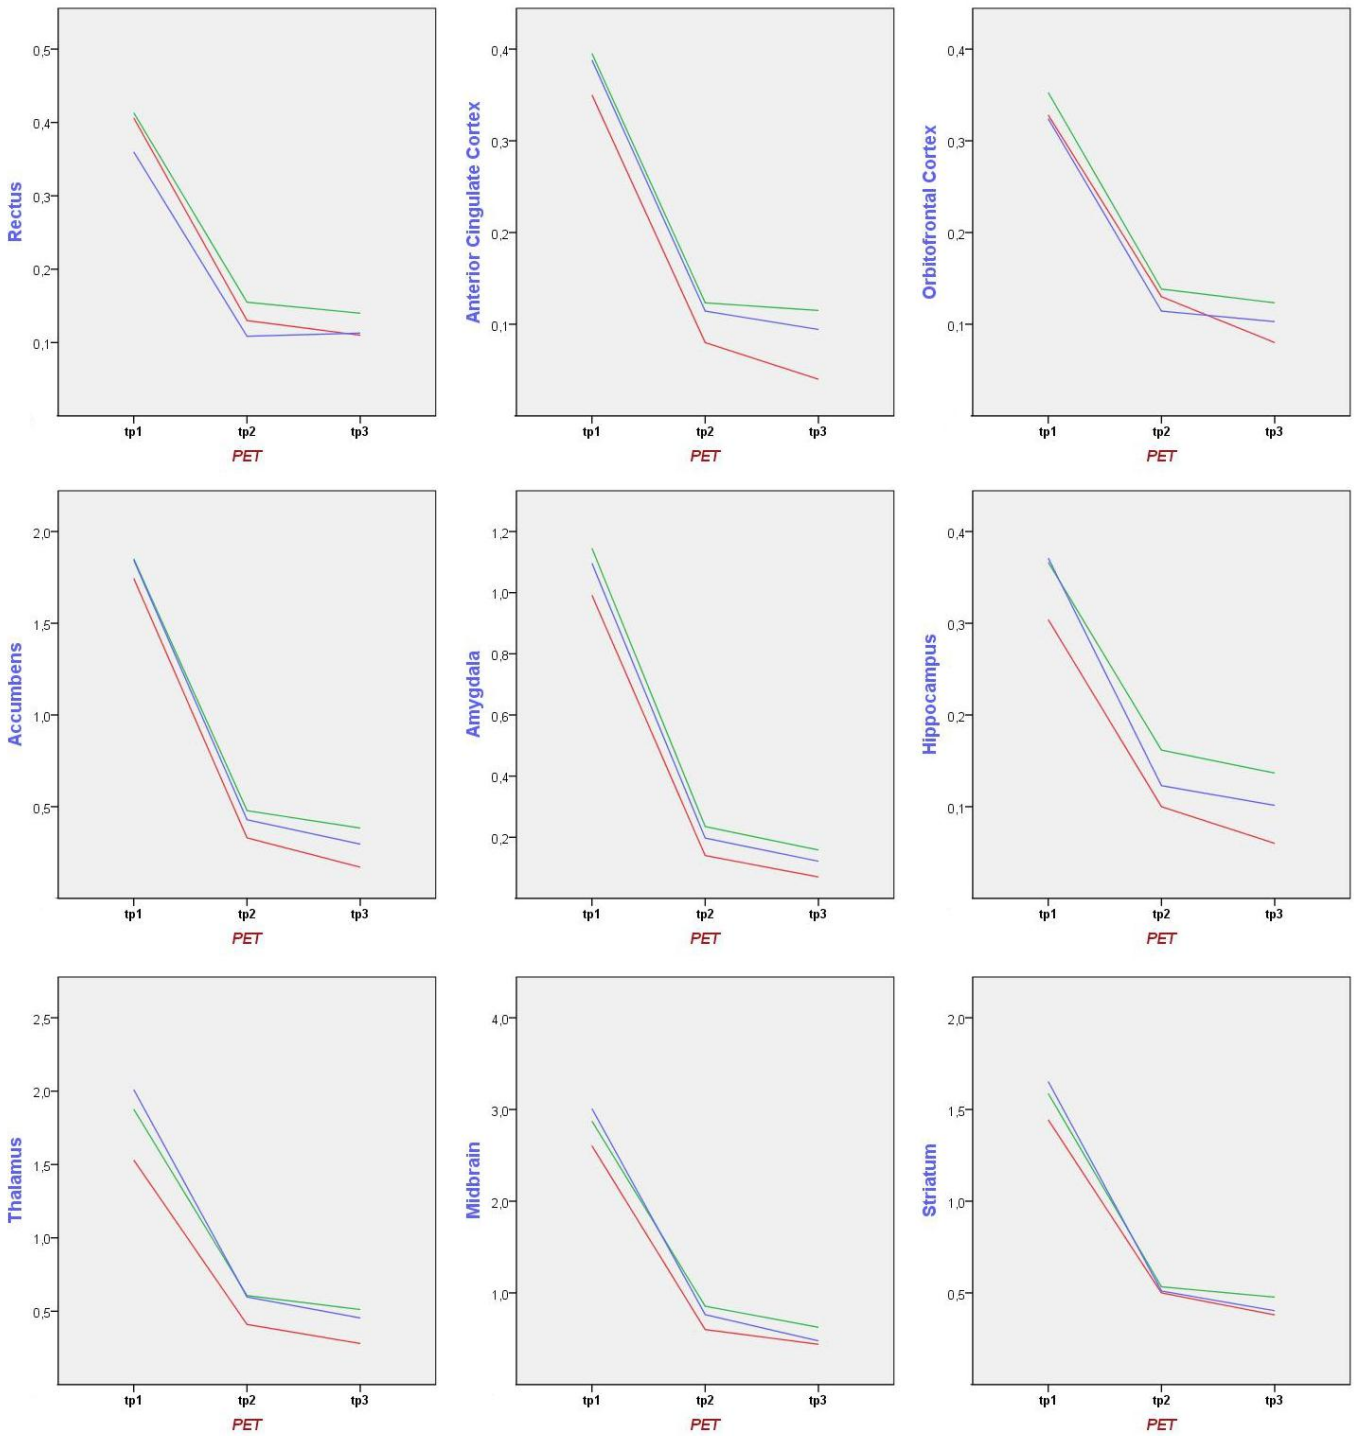 Rectus
0,5
0,4
0,3
0,2
0,1
tp1 tp2 tp3
PET
Anterior Cingulate Cortex
0,4
0,3
0,2
0,1
tp1 tp2 tp3
PET
Orbitofrontal Cortex
0,4
0,3
0,2
0,1
tp1 tp2 tp3
PET
Accumbens
2,0
1,5
1,0
0,5
tp1 tp2 tp3
PET
Amygdala
1,2
1,0
0,8
0,6
0,4
0,2
tp1 tp2 tp3
PET
Hippocampus
0,4
0,3
0,2
0,1
tp1 tp2 tp3
PET
Thalamus
2,5
2,0
1,5
1,0
0,5
tp1 tp2 tp3
PET
Midbrain
4,0
3,0
2,0
1,0
tp1 tp2 tp3
PET
Striatum
2,0
1,5
1,0
0,5
tp1 tp2 tp3
PET